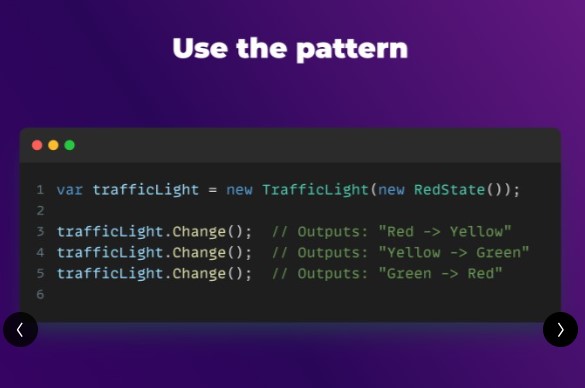 Use the pattern
1 var trafficLight = new TrafficLight(new RedState());
2
3 trafficLight.Change();  // Outputs: "Red -> Yellow"
4 trafficLight.Change();  // Outputs: "Yellow -> Green"
5 trafficLight.Change();  // Outputs: "Green -> Red"
6